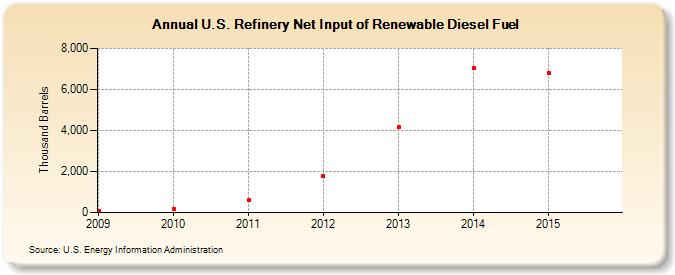 Annual U.S. Refinery Net Input of Renewable Diesel Fuel
Thousand Barrels
8,000
6,000
4,000
2,000
0
2009 2010 2011 2012 2013 2014 2015
Source: U.S. Energy Information Administration